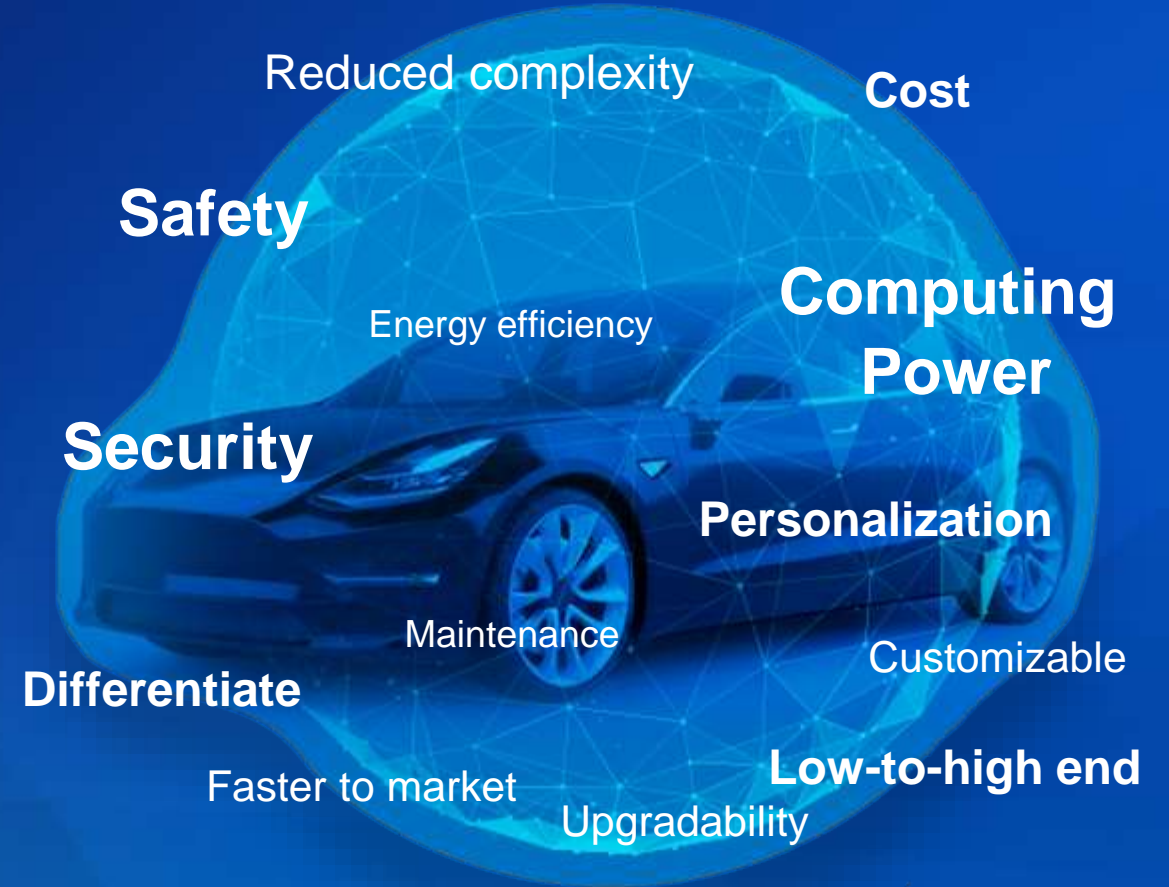 Reduced complexity
Cost
Safety
Computing
Power
Energy efficiency
Security
Personalization
Maintenance
Customizable
Differentiate
Low-to-high end
Faster to market
Upgradability